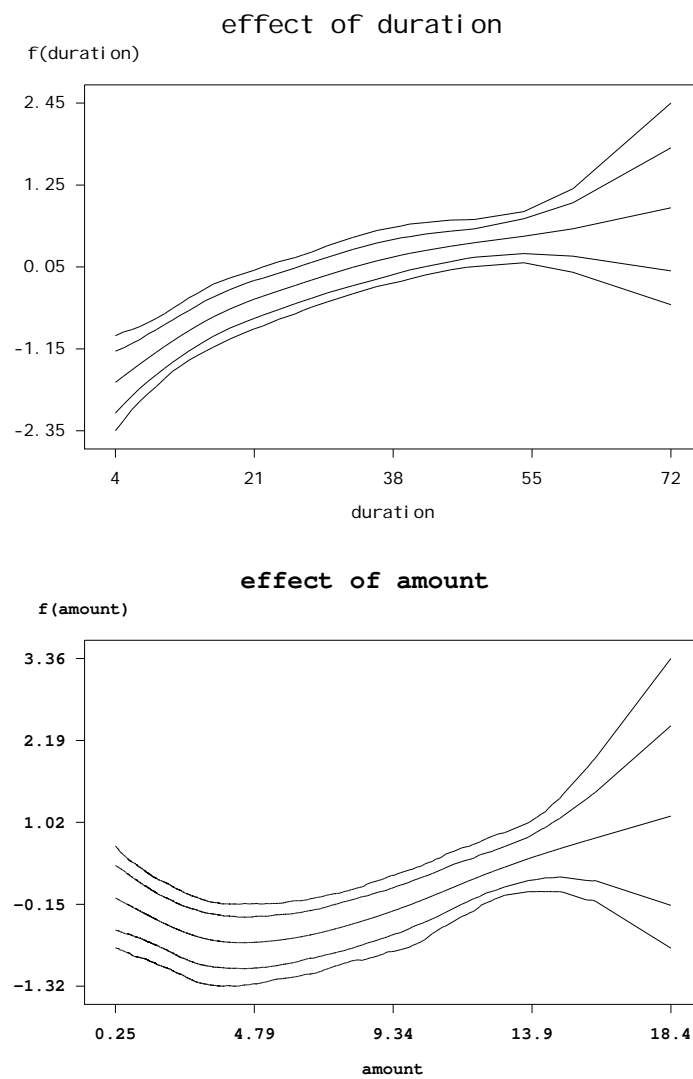 effect of duration
f(duration)
2.45
1.25
0.05
-1.15
-2.35
4 21 38 55 72
duration
effect of amount
f(amount)
3.36
2.19
1.02
-0.15
-1.32
0.25 4.79 9.34 13.9 18.4
amount